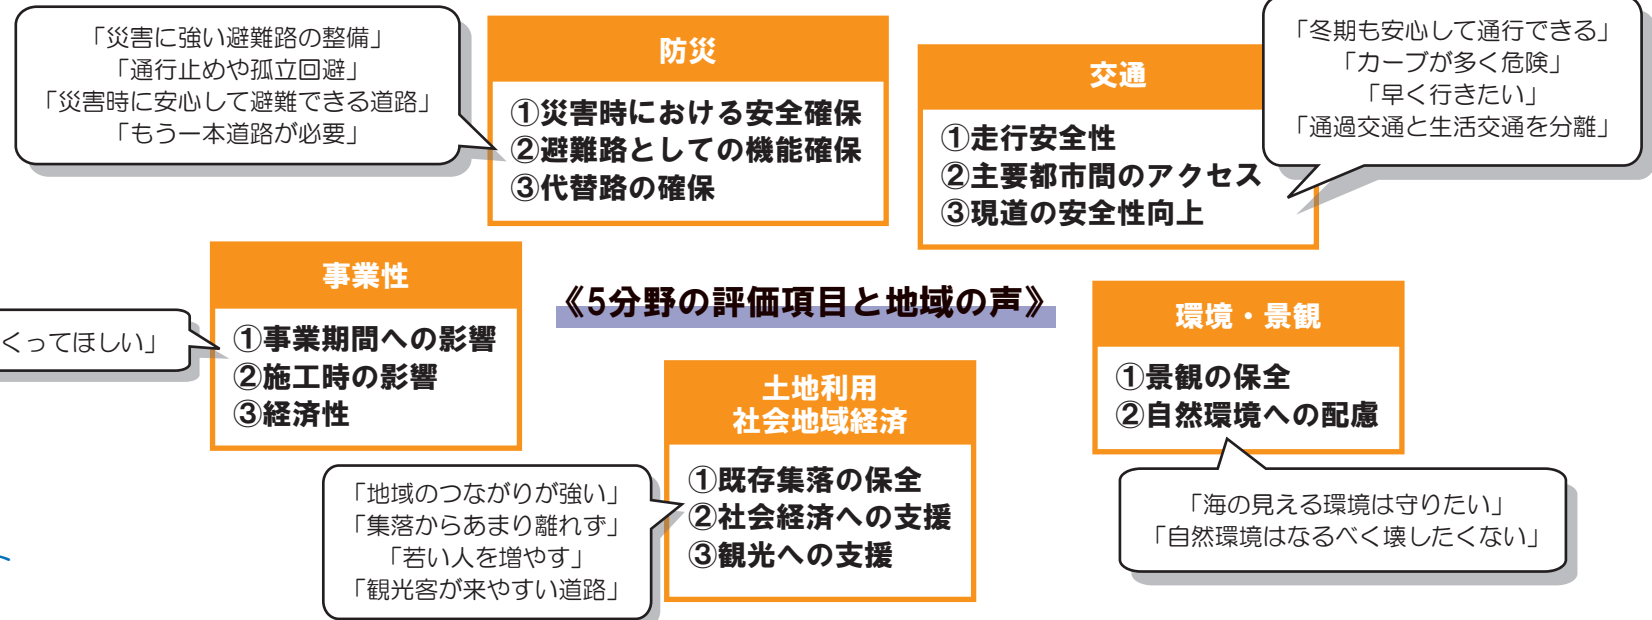 「災害に強い避難路の整備」
「通行止めや孤立回避」
「災害時に安心して避難できる道路」
「もう一本道路が必要」
防災
①災害時における安全確保
②避難路としての機能確保
③代替路の確保
交通
①走行安全性
②主要都市間のアクセス
③現道の安全性向上
「冬期も安心して通行できる」
「カーブが多く危険」
「早く行きたい」
「通過交通と生活交通を分離」
事業性
①事業期間への影響
②施工時の影響
③経済性
くってほしい」
《5分野の評価項目と地域の声》
土地利用
社会地域経済
①既存集落の保全
②社会経済への支援
③観光への支援
「地域のつながりが強い」
「集落からあまり離れず」
「若い人を増やす」
「観光客が来やすい道路」
環境・景観
①景観の保全
②自然環境への配慮
「海の見える環境は守りたい」
「自然環境はなるべく壊したくない」